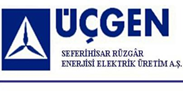 ÜÇGEN
SEFERİHİSAR RÜZGÂR
ENERJİSİ ELEKTRİK ÜRETİM A.Ş.